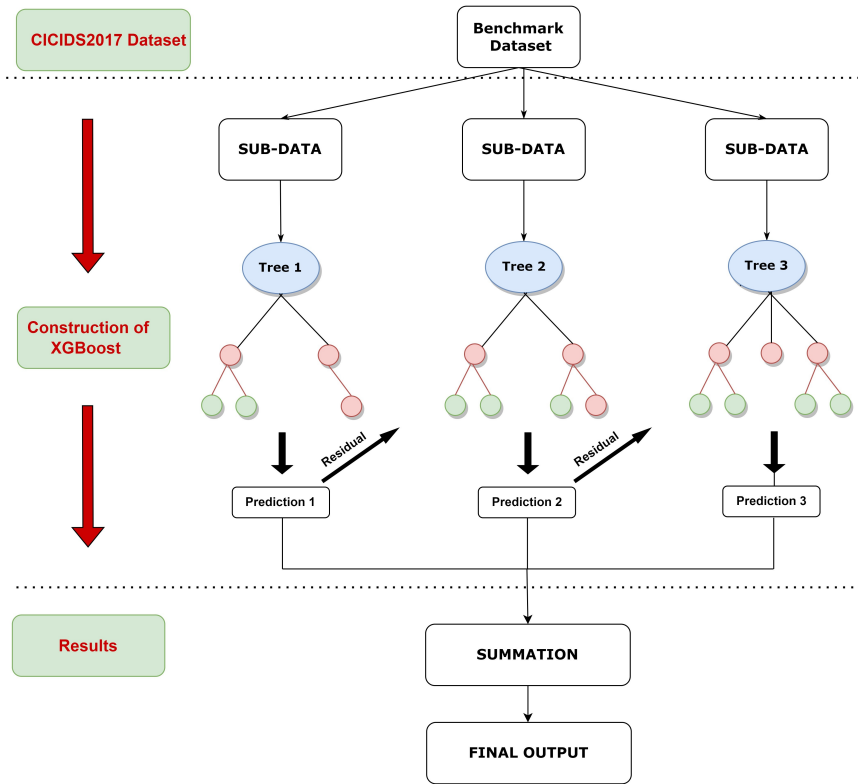 CICIDS2017 Dataset
Benchmark
Dataset
SUB-DATA
SUB-DATA
SUB-DATA
Tree 1
Tree 2
Tree 3
Construction of
XGBoost
Residual
Residual
Prediction 1
Prediction 2
Prediction 3
Results
SUMMATION
FINAL OUTPUT